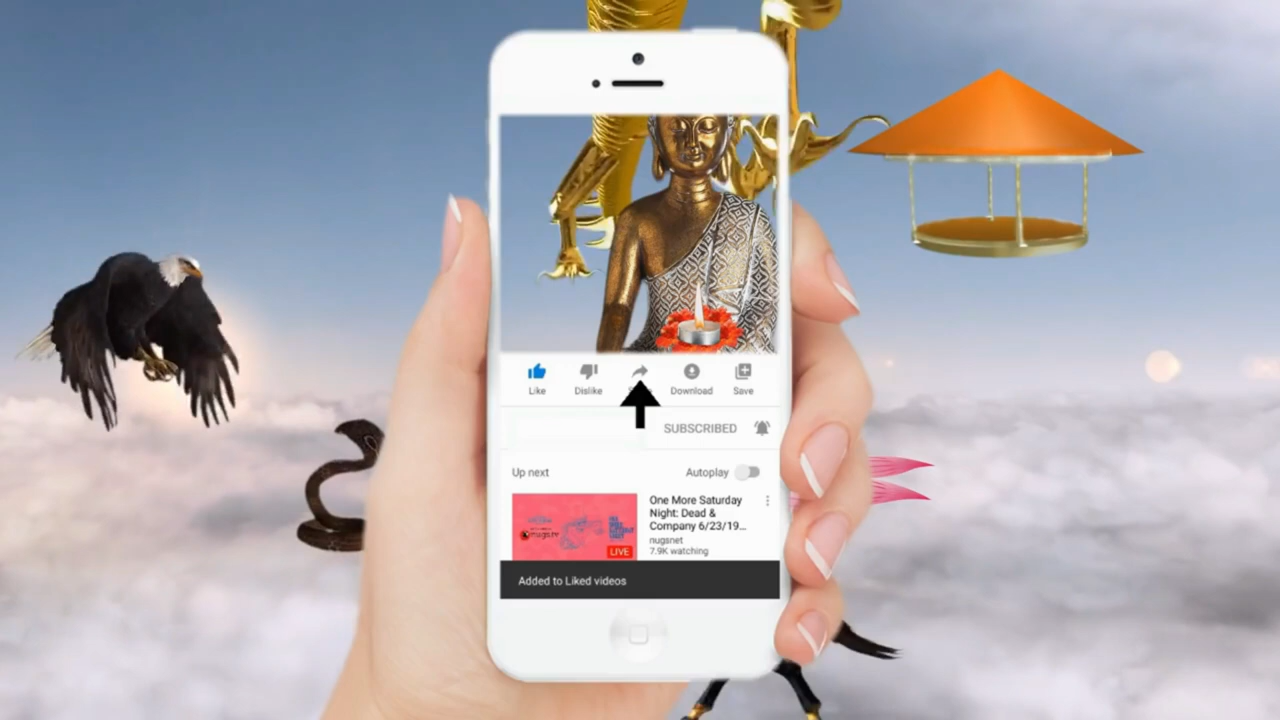 Like
Dislike
Download
Save
SUBSCRIBED
Up next
Autoplay
One More Saturday
Night: Dead &
Company 6/23/19...
nugsnet
7.9K watching
LIVE
Added to Liked videos